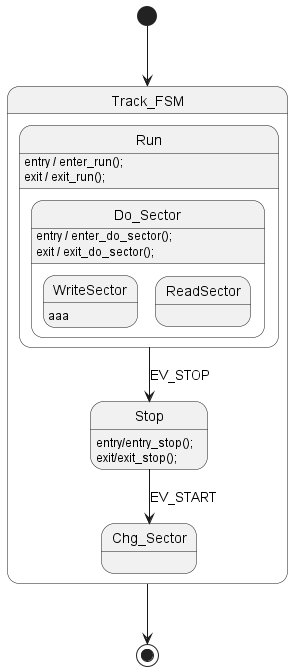 Track_FSM
Run
entry / enter_run();
exit / exit_run();
Do_Sector
entry / enter_do_sector();
exit / exit_do_sector();
WriteSector
aaa
ReadSector
EV_STOP
Stop
entry/entry_stop();
exit/exit_stop();
EV_START
Chg_Sector